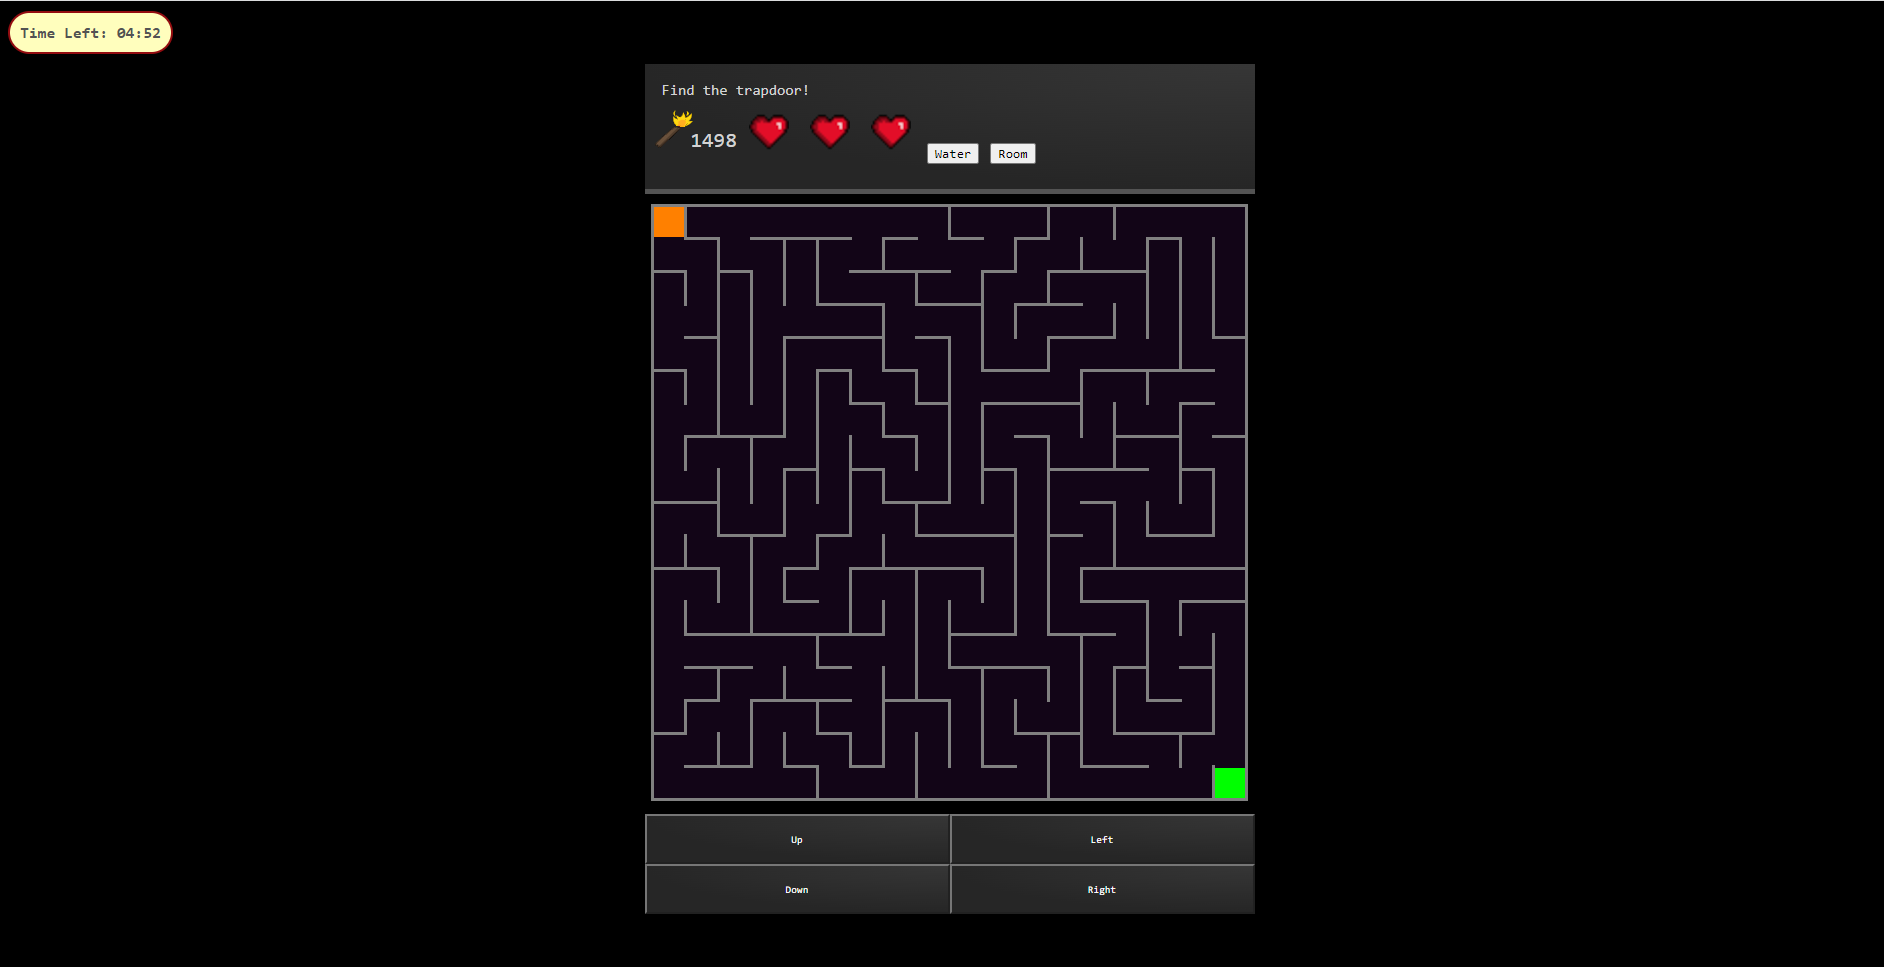 Time Left: 04:52
Find the trapdoor!
1498
Water Room
Up Left
Down Right